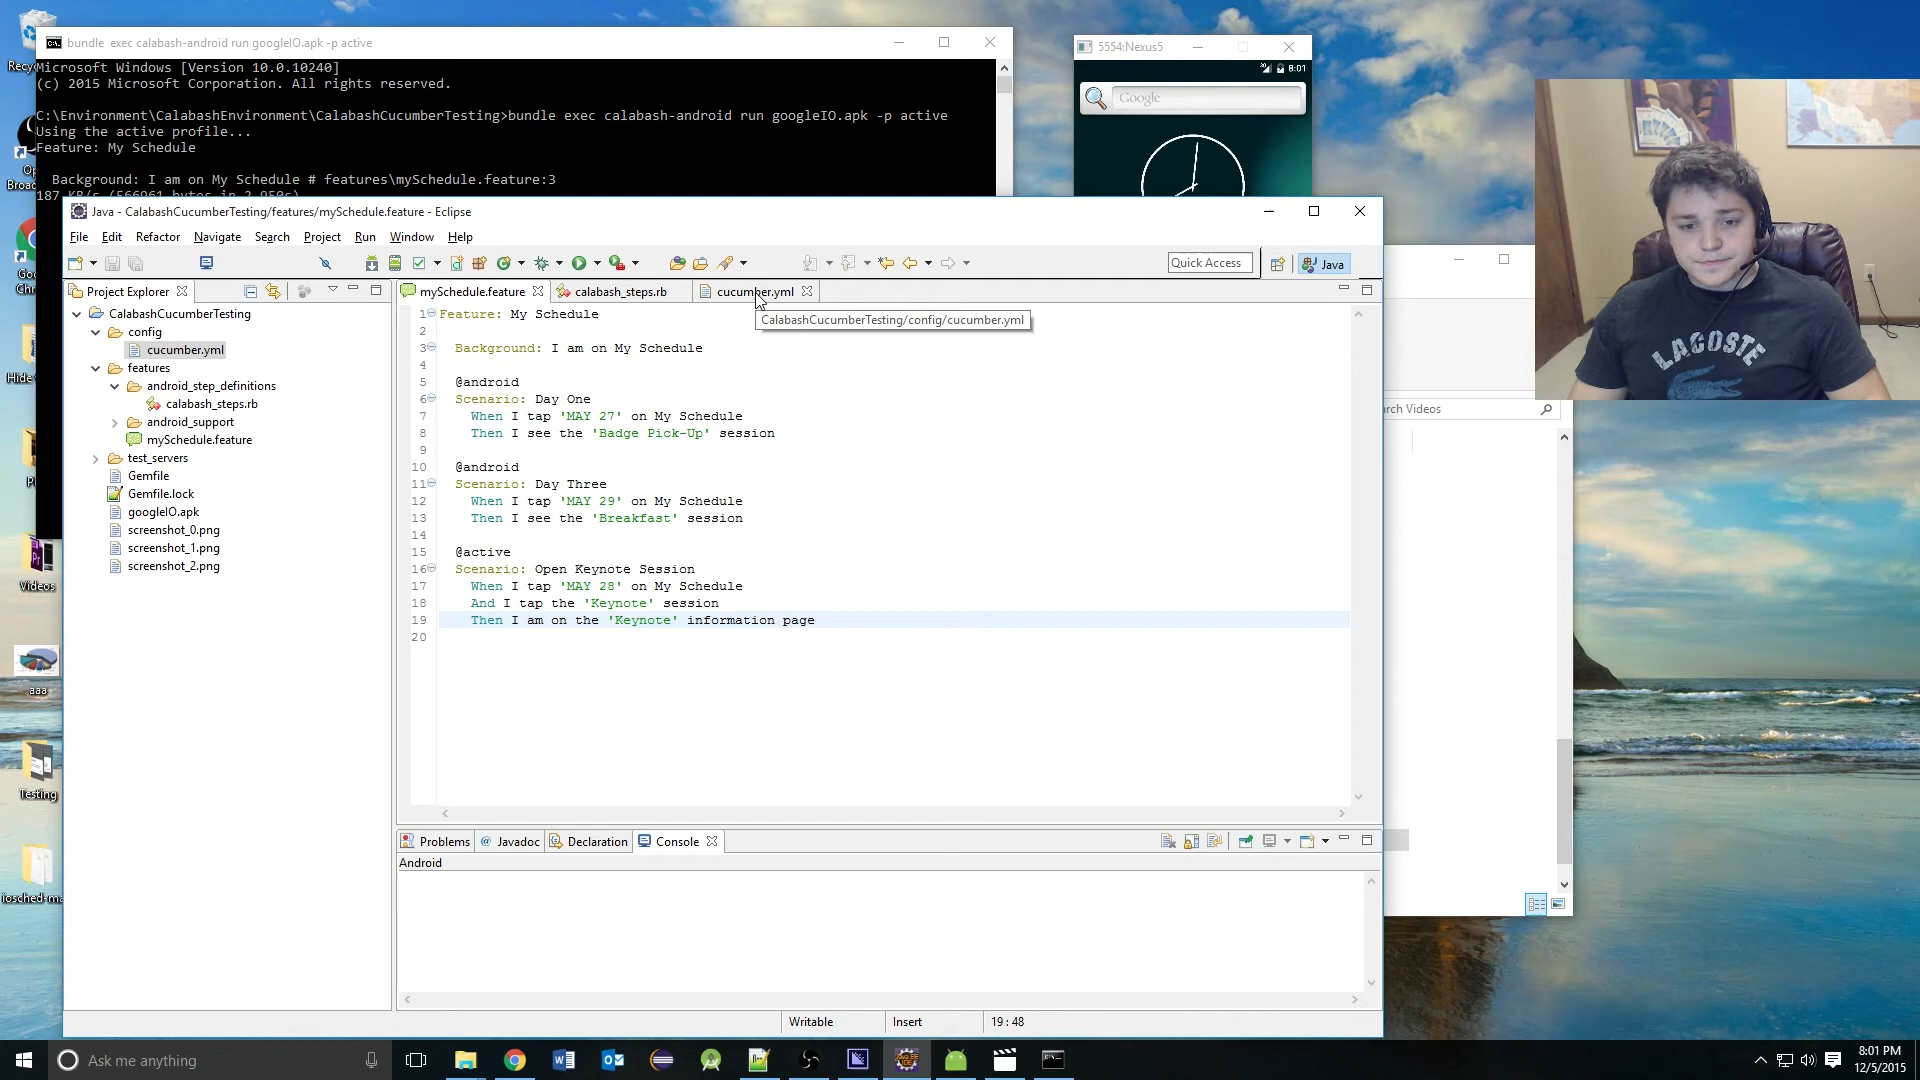 bundle  exec calabash-android run googleIO.apk -p active
Microsoft Windows [Version 10.0.10240]
(c) 2015 Microsoft Corporation. All rights reserved.
C:\Environment\CalabashEnvironment\CalabashCucumberTesting>bundle exec calabash-android run googleIO.apk -p active
Using the active profile...
Feature: My Schedule
Background: I am on My Schedule # features\mySchedule.feature:3
187 KB/s (566961 bytes in 2.950s)
5554:Nexus5
8:01
Google
LACOSTE
Java - CalabashCucumberTesting/features/mySchedule.feature - Eclipse
File Edit Refactor Navigate Search Project Run Window Help
Quick Access
Java
Project Explorer
CalabashCucumberTesting
config
cucumber.yml
features
android_step_definitions
calabash_steps.rb
android_support
mySchedule.feature
test_servers
Gemfile
Gemfile.lock
googleIO.apk
screenshot_0.png
screenshot_1.png
screenshot_2.png
mySchedule.feature
calabash_steps.rb
cucumber.yml
CalabashCucumberTesting/config/cucumber.yml
1 Feature: My Schedule
2
3 Background: I am on My Schedule
4
5 @android
6 Scenario: Day One
7 When I tap 'MAY 27' on My Schedule
8 Then I see the 'Badge Pick-Up' session
9
10 @android
11 Scenario: Day Three
12 When I tap 'MAY 29' on My Schedule
13 Then I see the 'Breakfast' session
14
15 @active
16 Scenario: Open Keynote Session
17 When I tap 'MAY 28' on My Schedule
18 And I tap the 'Keynote' session
19 Then I am on the 'Keynote' information page
20
Problems
@ Javadoc
Declaration
Console
Android
Writable
Insert
19 : 48
Videos
Videos
aaa
Testing
Ask me anything
8:01 PM
12/5/2015